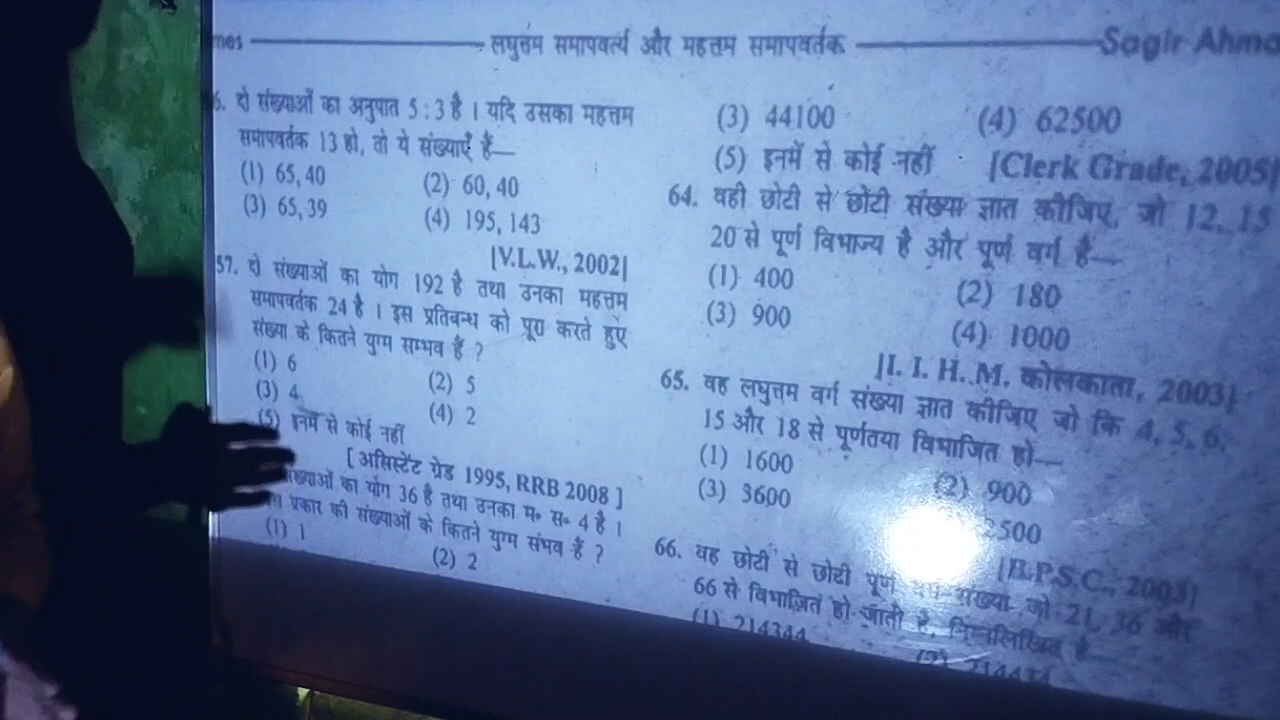 लघुत्तम समापवर्त्य और महत्तम समापवर्तक
Sagir Ahm
6. दो संख्याओं का अनुपात 5 : 3 है । यदि उसका महत्तम
समापवर्तक 13 हो, तो ये संख्याएँ हैं—
(1) 65, 40
(2) 60, 40
(3) 65, 39
(4) 195, 143
[V.L.W., 2002]
57. दो संख्याओं का योग 192 है तथा उनका महत्तम
समापवर्तक 24 है । इस प्रतिबन्ध को पूरा करते हुए
संख्या के कितने युग्म सम्भव हैं ?
(1) 6
(2) 5
(3) 4
(4) 2
(5) इनमें से कोई नहीं
[ असिस्टेंट ग्रेड 1995, RRB 2008 ]
संख्याओं का योग 36 है तथा उनका म॰ स॰ 4 है ।
प्रकार की संख्याओं के कितने युग्म संभव हैं ?
(1) 1
(2) 2
(3) 44100
(4) 62500
(5) इनमें से कोई नहीं
[Clerk Grade, 2005]
64. वही छोटी से छोटी संख्या ज्ञात कीजिए, जो 12, 15
20 से पूर्ण विभाज्य है और पूर्ण वर्ग है—
(1) 400
(2) 180
(3) 900
(4) 1000
[I. I. H. M. कोलकाता, 2003]
65. वह लघुत्तम वर्ग संख्या ज्ञात कीजिए जो कि 4, 5, 6,
15 और 18 से पूर्णतया विभाजित हो—
(1) 1600
(2) 900
(3) 3600
2500
[B.P.S.C., 2003]
66. वह छोटी से छोटी पूर्ण संख्या जो 21, 36 और
66 से विभाजित हो जाती है, निम्नलिखित है—
(1) 214344
(2) 214434